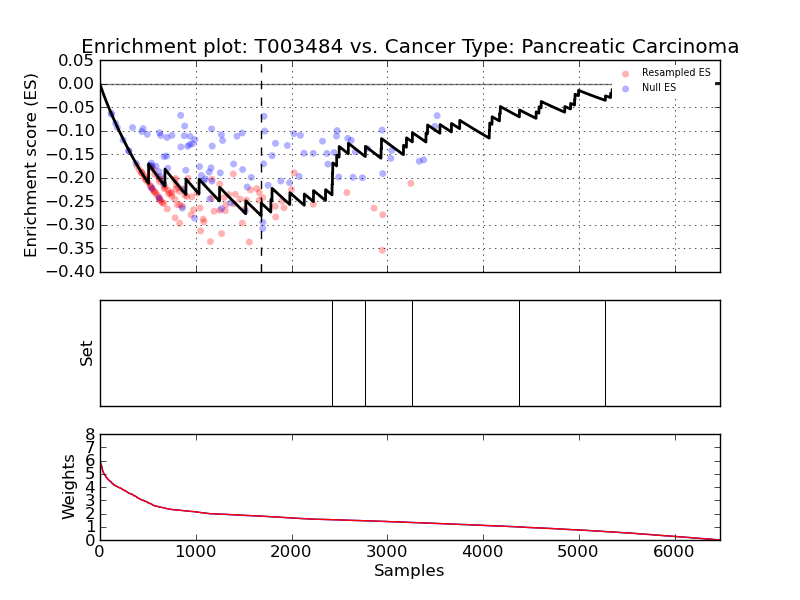 Enrichment plot: T003484 vs. Cancer Type: Pancreatic Carcinoma
0.05
0.00
−0.05
−0.10
−0.15
−0.20
−0.25
−0.30
−0.35
−0.40
Enrichment score (ES)
Resampled ES
Null ES
Set
8
7
6
5
4
3
2
1
0
Weights
0 1000 2000 3000 4000 5000 6000
Samples